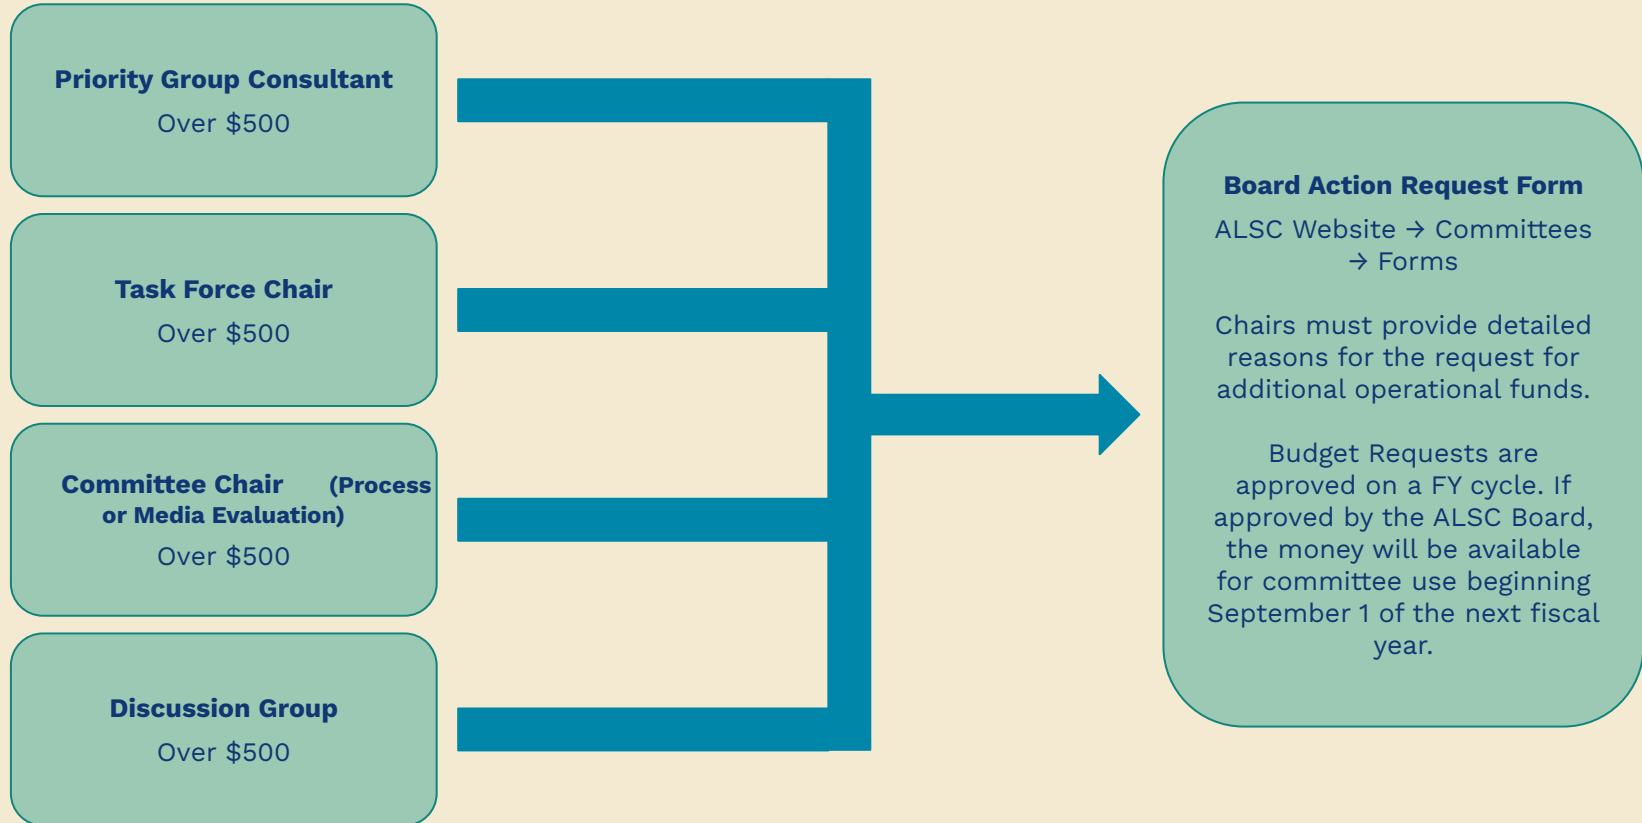 Priority Group Consultant
Over $500
Task Force Chair
Over $500
Committee Chair (Process
or Media Evaluation)
Over $500
Discussion Group
Over $500
Board Action Request Form
ALSC Website → Committees
→ Forms
Chairs must provide detailed
reasons for the request for
additional operational funds.
Budget Requests are
approved on a FY cycle. If
approved by the ALSC Board,
the money will be available
for committee use beginning
September 1 of the next fiscal
year.